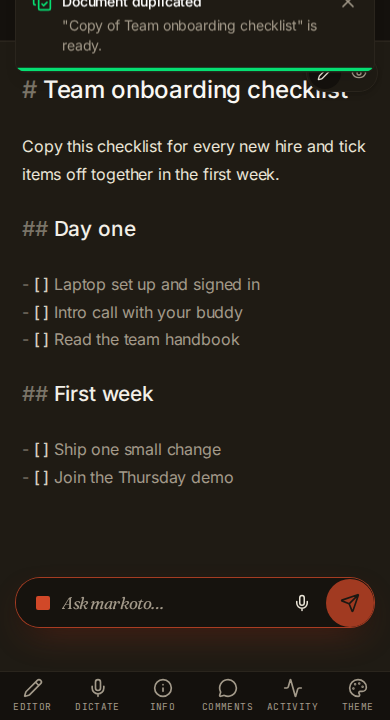 Document duplicated
"Copy of Team onboarding checklist" is
ready.
# Team onboarding checklist
Copy this checklist for every new hire and tick
items off together in the first week.
## Day one
- [ ] Laptop set up and signed in
- [ ] Intro call with your buddy
- [ ] Read the team handbook
## First week
- [ ] Ship one small change
- [ ] Join the Thursday demo
Ask markoto...
EDITOR DICTATE INFO COMMENTS ACTIVITY THEME